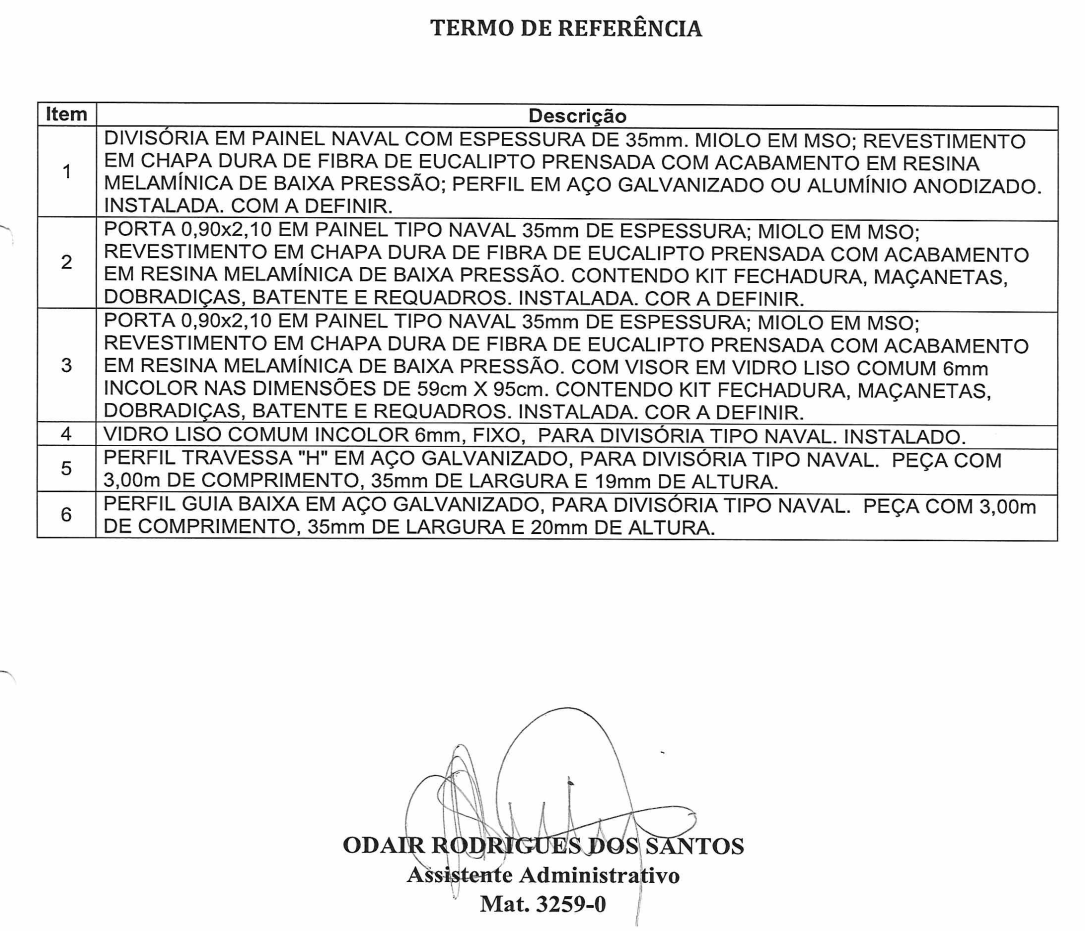 TERMO DE REFERÊNCIA
Item Descrição
1 DIVISÓRIA EM PAINEL NAVAL COM ESPESSURA DE 35mm. MIOLO EM MSO; REVESTIMENTO
EM CHAPA DURA DE FIBRA DE EUCALIPTO PRENSADA COM ACABAMENTO EM RESINA
MELAMÍNICA DE BAIXA PRESSÃO; PERFIL EM AÇO GALVANIZADO OU ALUMÍNIO ANODIZADO.
INSTALADA. COM A DEFINIR.
2 PORTA 0,90x2,10 EM PAINEL TIPO NAVAL 35mm DE ESPESSURA; MIOLO EM MSO;
REVESTIMENTO EM CHAPA DURA DE FIBRA DE EUCALIPTO PRENSADA COM ACABAMENTO
EM RESINA MELAMÍNICA DE BAIXA PRESSÃO. CONTENDO KIT FECHADURA, MAÇANETAS,
DOBRADIÇAS, BATENTE E REQUADROS. INSTALADA. COR A DEFINIR.
3 PORTA 0,90x2,10 EM PAINEL TIPO NAVAL 35mm DE ESPESSURA; MIOLO EM MSO;
REVESTIMENTO EM CHAPA DURA DE FIBRA DE EUCALIPTO PRENSADA COM ACABAMENTO
EM RESINA MELAMÍNICA DE BAIXA PRESSÃO. COM VISOR EM VIDRO LISO COMUM 6mm
INCOLOR NAS DIMENSÕES DE 59cm X 95cm. CONTENDO KIT FECHADURA, MAÇANETAS,
DOBRADIÇAS, BATENTE E REQUADROS. INSTALADA. COR A DEFINIR.
4 VIDRO LISO COMUM INCOLOR 6mm, FIXO, PARA DIVISÓRIA TIPO NAVAL. INSTALADO.
5 PERFIL TRAVESSA "H" EM AÇO GALVANIZADO, PARA DIVISÓRIA TIPO NAVAL. PEÇA COM
3,00m DE COMPRIMENTO, 35mm DE LARGURA E 19mm DE ALTURA.
6 PERFIL GUIA BAIXA EM AÇO GALVANIZADO, PARA DIVISÓRIA TIPO NAVAL. PEÇA COM 3,00m
DE COMPRIMENTO, 35mm DE LARGURA E 20mm DE ALTURA.
ODAIR RODRIGUES DOS SANTOS
Assistente Administrativo
Mat. 3259-0